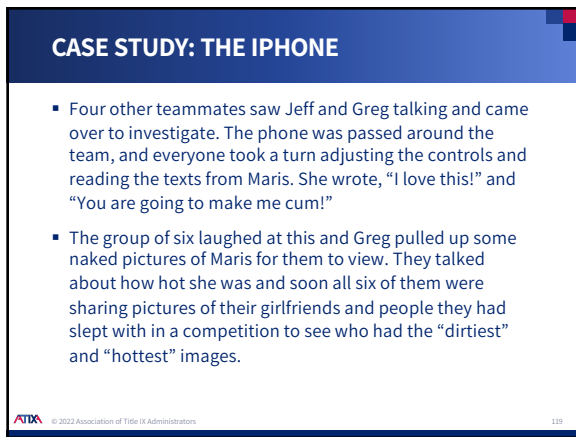 CASE STUDY: THE IPHONE
▪ Four other teammates saw Jeff and Greg talking and came
over to investigate. The phone was passed around the
team, and everyone took a turn adjusting the controls and
reading the texts from Maris. She wrote, “I love this!” and
“You are going to make me cum!”
▪ The group of six laughed at this and Greg pulled up some
naked pictures of Maris for them to view. They talked
about how hot she was and soon all six of them were
sharing pictures of their girlfriends and people they had
slept with in a competition to see who had the “dirtiest”
and “hottest” images.
ATIXA © 2022 Association of Title IX Administrators 119